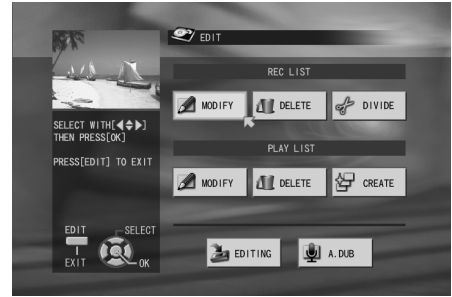 EDIT
REC LIST
MODIFY DELETE DIVIDE
SELECT WITH[◀◆▶]
THEN PRESS[OK]
PLAY LIST
PRESS[EDIT] TO EXIT
MODIFY DELETE CREATE
EDIT SELECT
EXIT OK
EDITING A.DUB